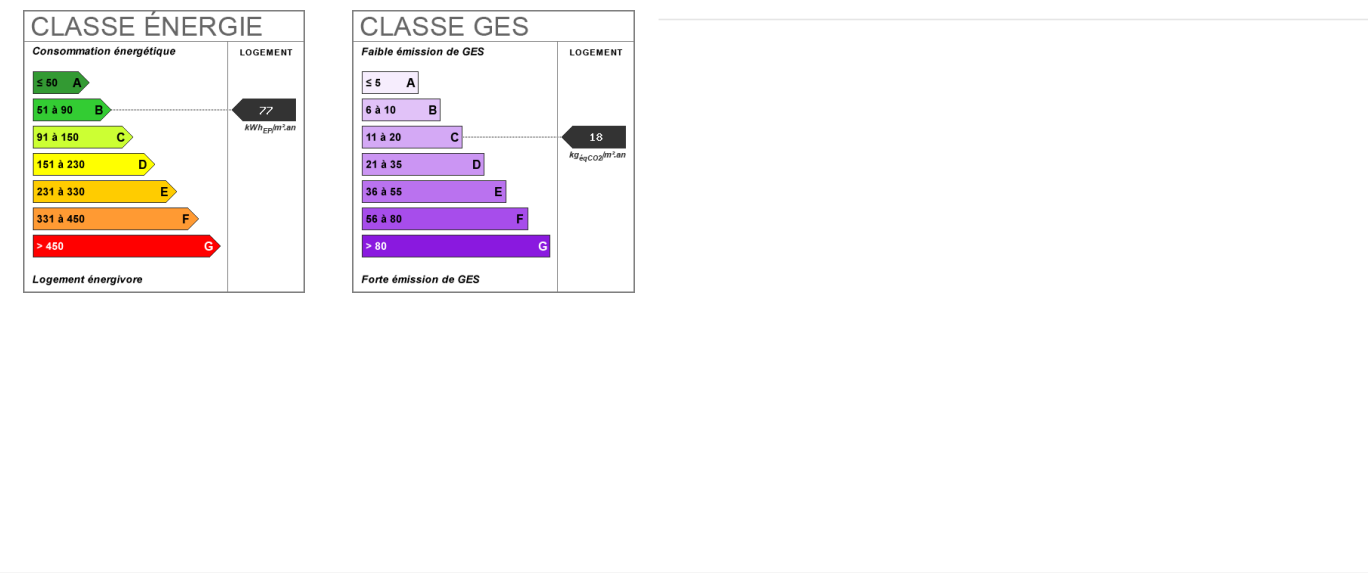 CLASSE ÉNERGIE
Consommation énergétique
LOGEMENT
≤ 50 A
51 à 90 B
77
kWhEP/m².an
91 à 150 C
151 à 230 D
231 à 330 E
331 à 450 F
> 450 G
Logement énergivore
CLASSE GES
Faible émission de GES
LOGEMENT
≤ 5 A
6 à 10 B
11 à 20 C
18
kgéqCO2/m².an
21 à 35 D
36 à 55 E
56 à 80 F
> 80 G
Forte émission de GES